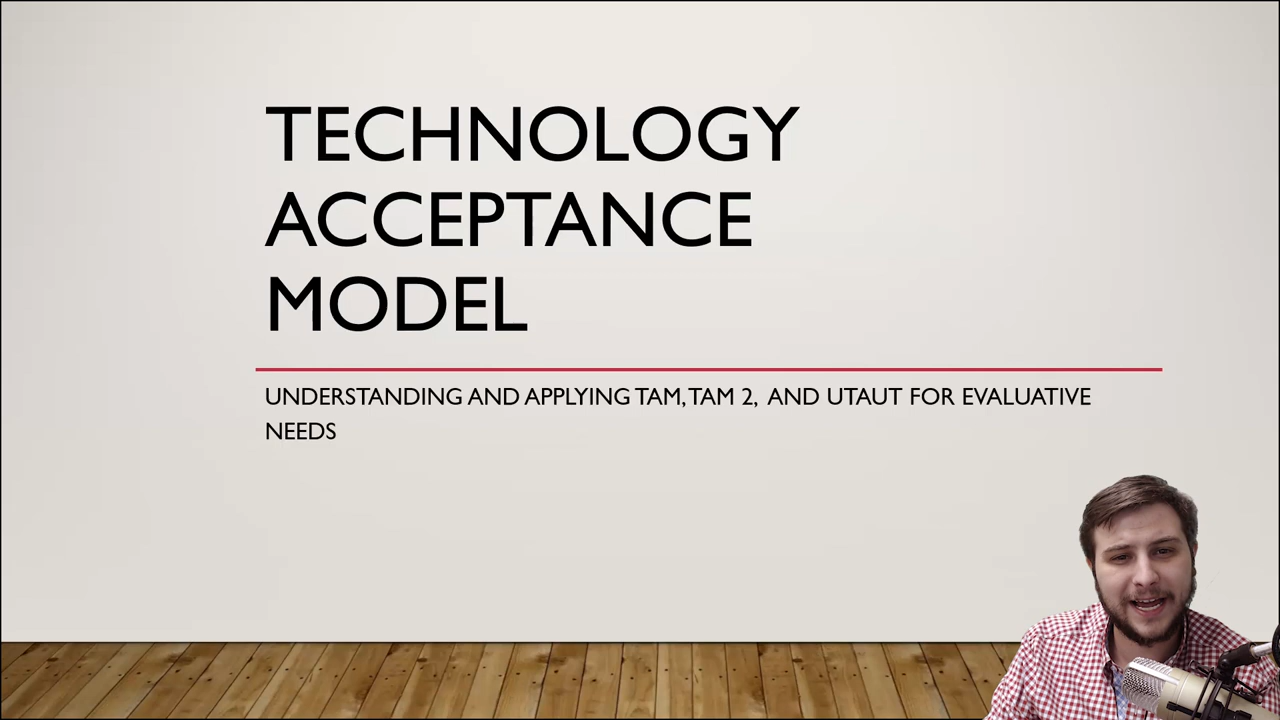 TECHNOLOGY
ACCEPTANCE
MODEL
UNDERSTANDING AND APPLYING TAM, TAM 2, AND UTAUT FOR EVALUATIVE
NEEDS